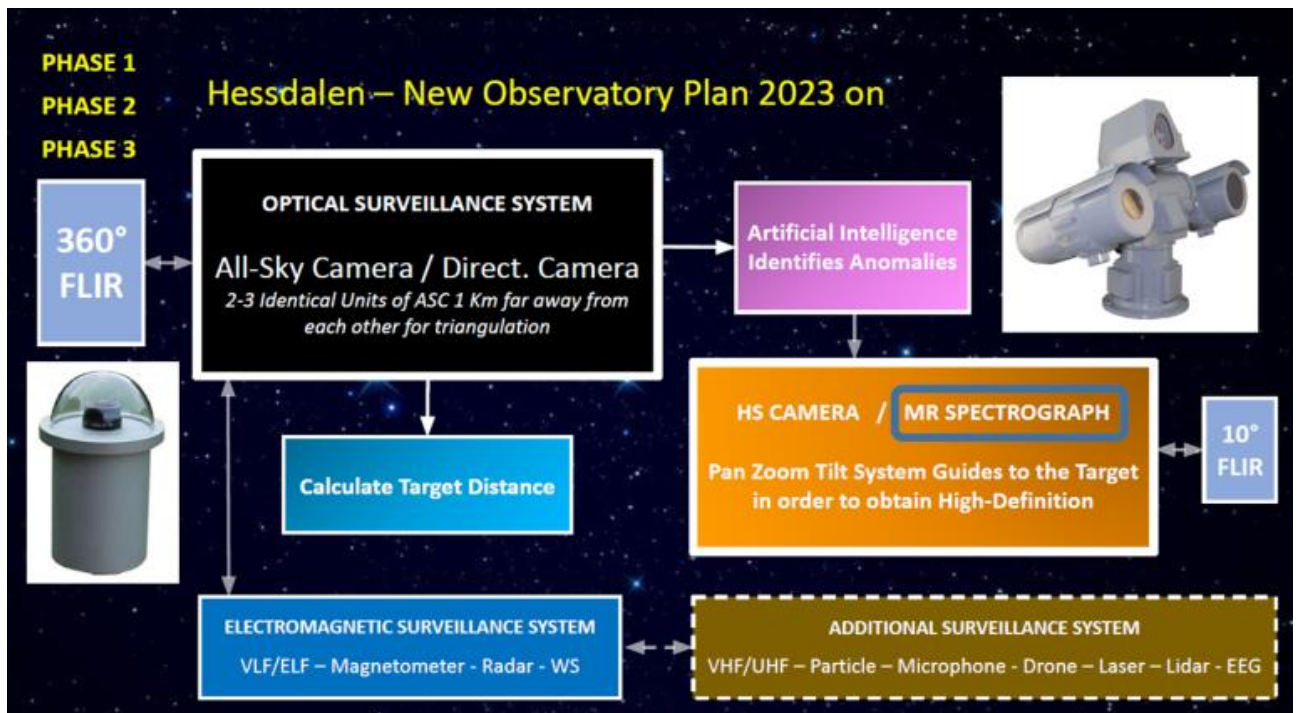 PHASE 1
PHASE 2
PHASE 3
Hessdalen – New Observatory Plan 2023 on
360°
FLIR
OPTICAL SURVEILLANCE SYSTEM
All-Sky Camera / Direct. Camera
2-3 Identical Units of ASC 1 Km far away from
each other for triangulation
Artificial Intelligence
Identifies Anomalies
Calculate Target Distance
HS CAMERA / MR SPECTROGRAPH
Pan Zoom Tilt System Guides to the Target
in order to obtain High-Definition
10°
FLIR
ELECTROMAGNETIC SURVEILLANCE SYSTEM
VLF/ELF – Magnetometer - Radar - WS
ADDITIONAL SURVEILLANCE SYSTEM
VHF/UHF – Particle – Microphone - Drone – Laser – Lidar - EEG